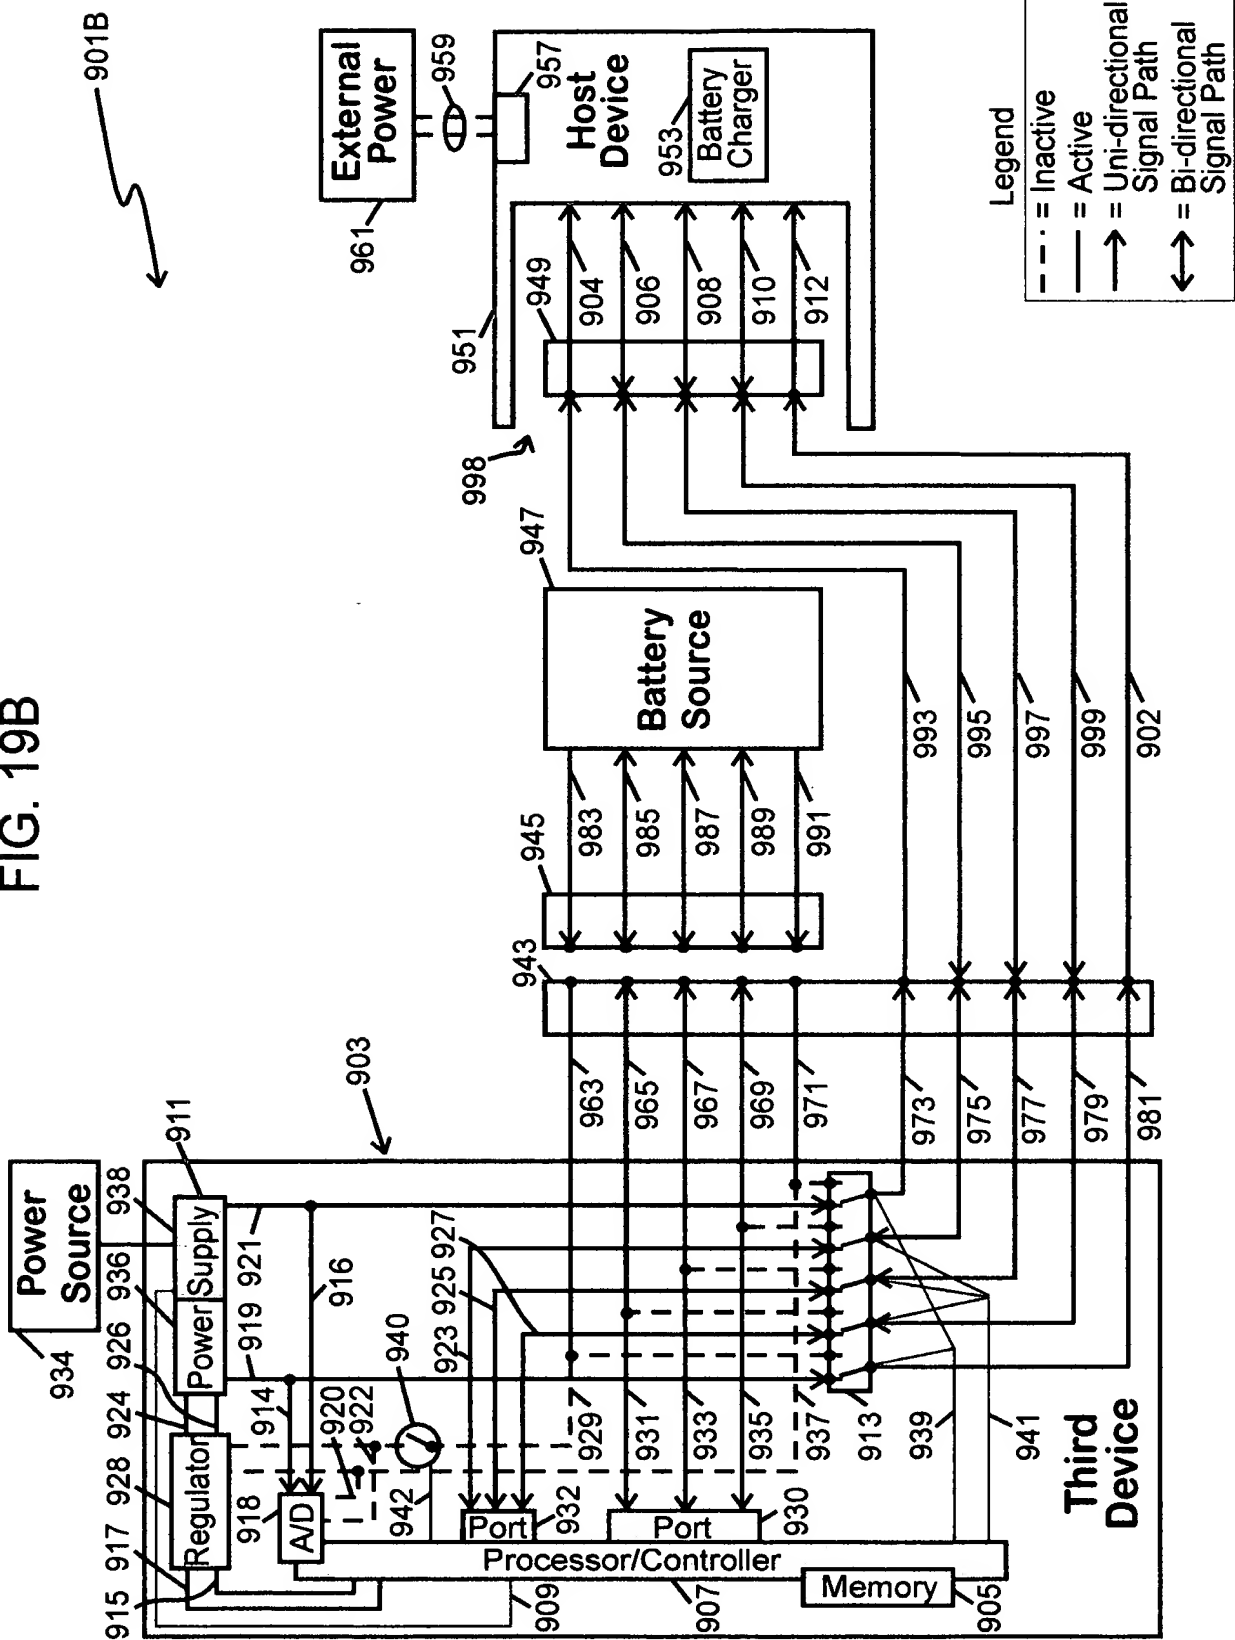 FIG. 19B
901B
External
Power
959
957
961
Host
Device
953
Battery
Charger
951
949
904
906
908
910
912
998
947
Battery
Source
945
983
985
987
989
991
993
995
997
999
902
943
903
963
965
967
969
971
973
975
977
979
981
Power
Source
934
938
911
936
926
924
928
917
915
Power Supply
Regulator
921
919
916
914
918
A/D
920
922
940
942
923
925
927
929
931
933
935
937
913
939
941
Port
932
Port
930
Processor/Controller
909
907
Memory
905
Third
Device
Legend
= Inactive
= Active
= Uni-directional
Signal Path
= Bi-directional
Signal Path